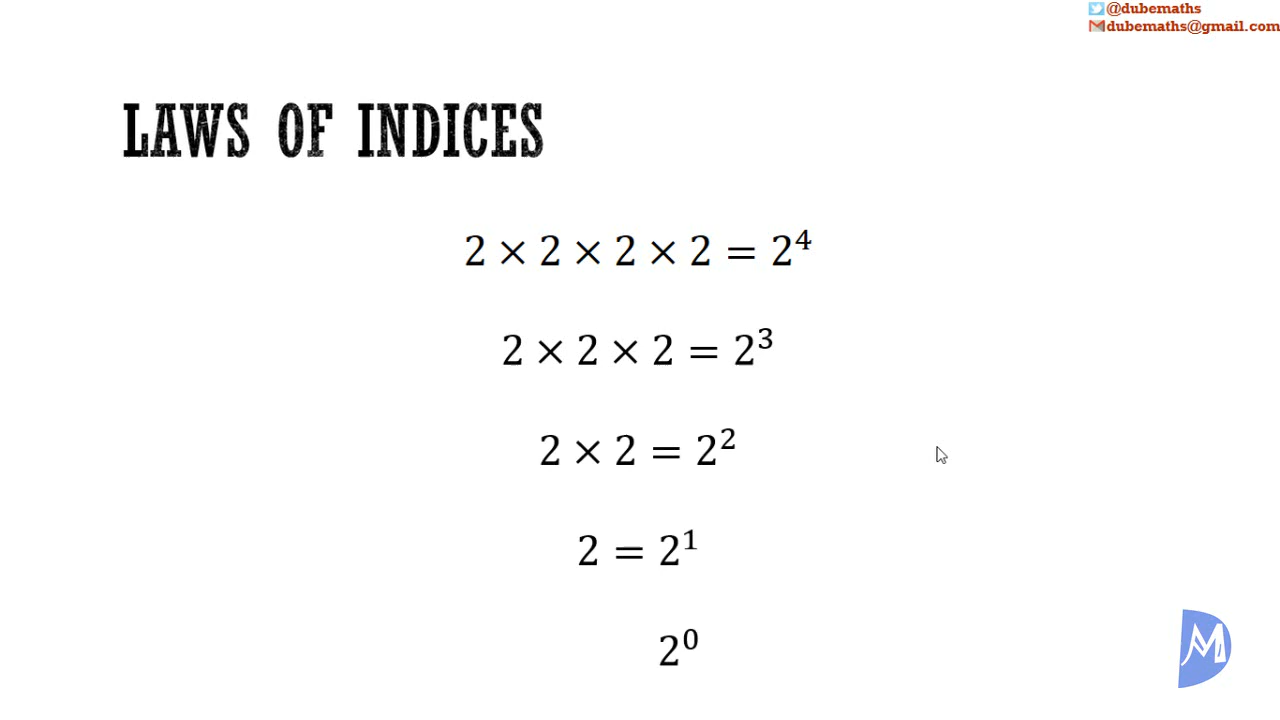 @dubemaths
dubemaths@gmail.com
LAWS OF INDICES
2 × 2 × 2 × 2 = 2⁴
2 × 2 × 2 = 2³
2 × 2 = 2²
2 = 2¹
2⁰